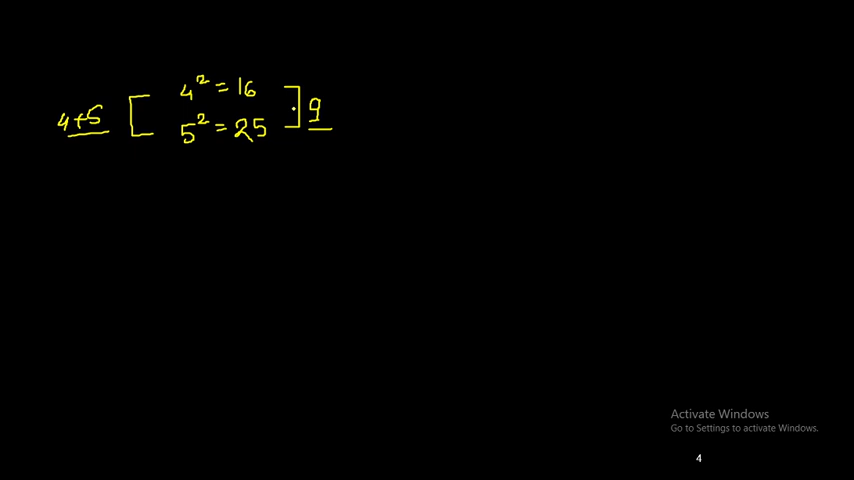 4² = 16
4+5 [ ] 9
5² = 25
Activate Windows
Go to Settings to activate Windows.
4